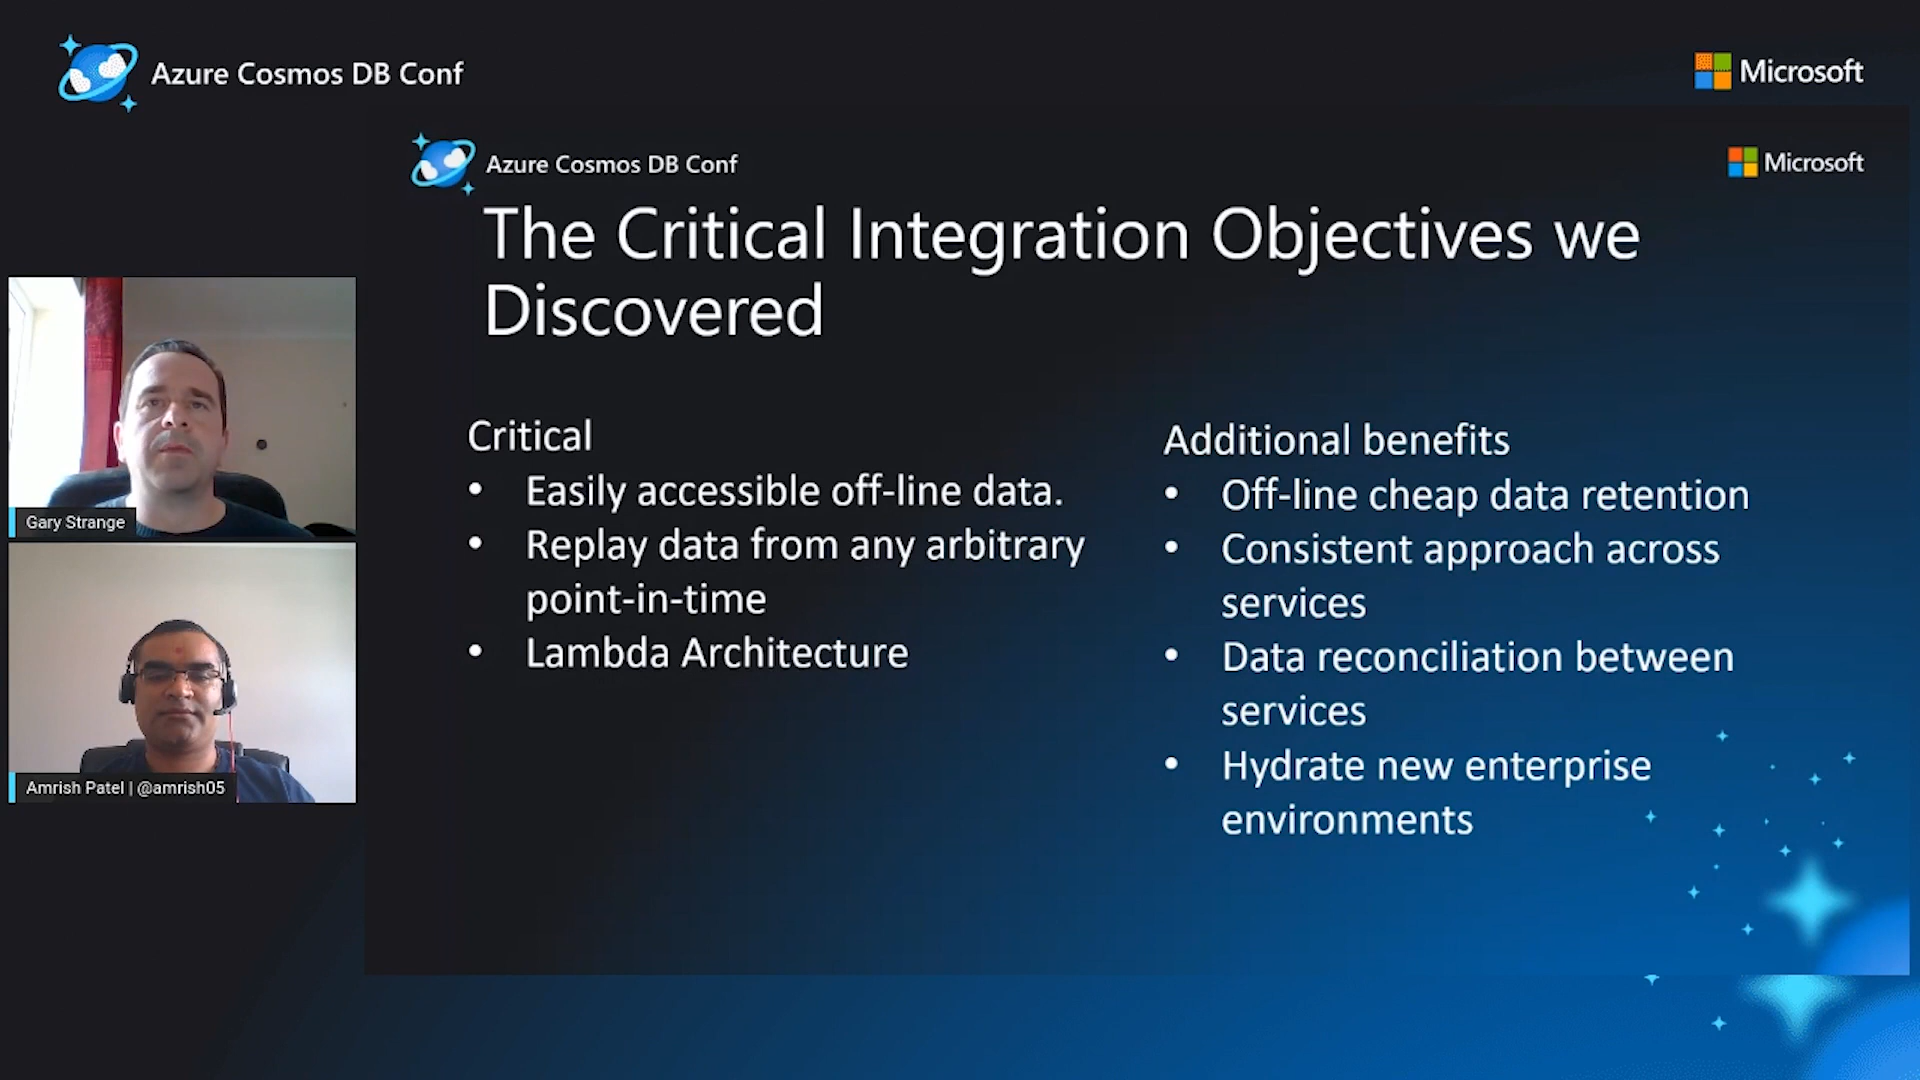 Azure Cosmos DB Conf
Microsoft
Azure Cosmos DB Conf
Microsoft
The Critical Integration Objectives we
Discovered
Critical
• Easily accessible off-line data.
• Replay data from any arbitrary
point-in-time
• Lambda Architecture
Additional benefits
• Off-line cheap data retention
• Consistent approach across
services
• Data reconciliation between
services
• Hydrate new enterprise
environments
Gary Strange
Amrish Patel | @amrish05